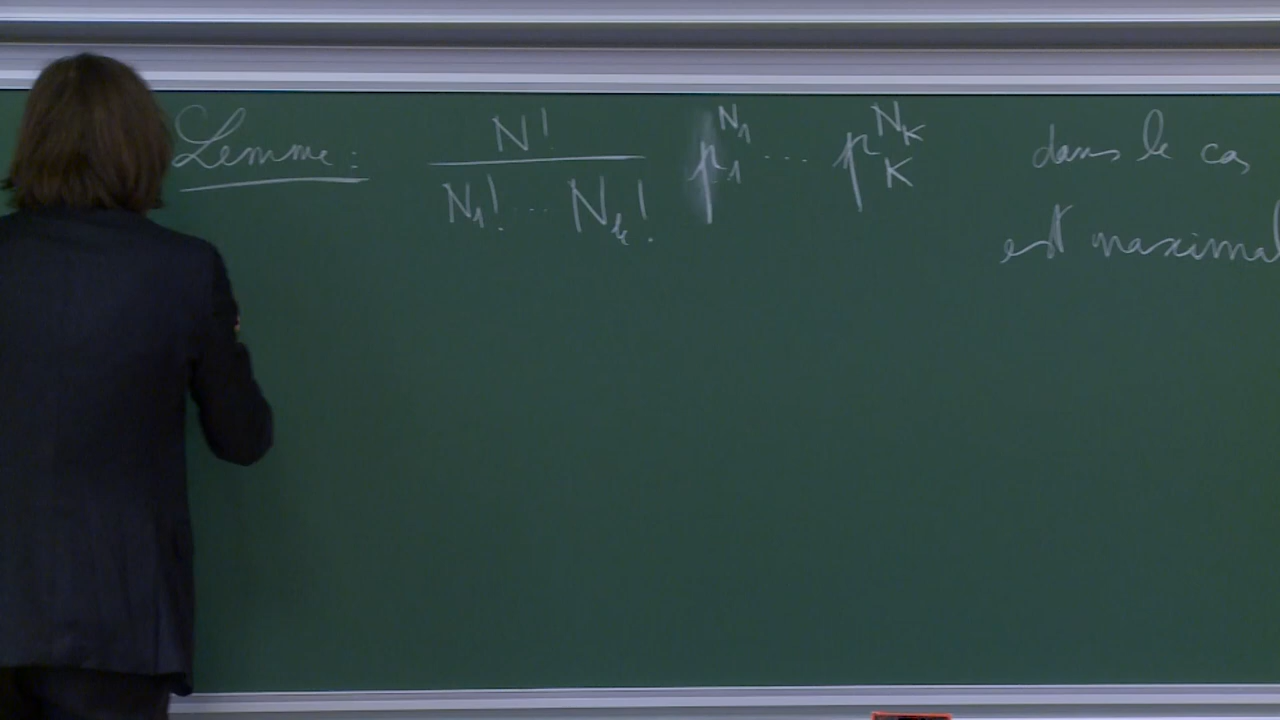 Lemme : N! / N₁! ... N_k! p₁^N₁ .... p_K^N_K dans le cas
est maximal